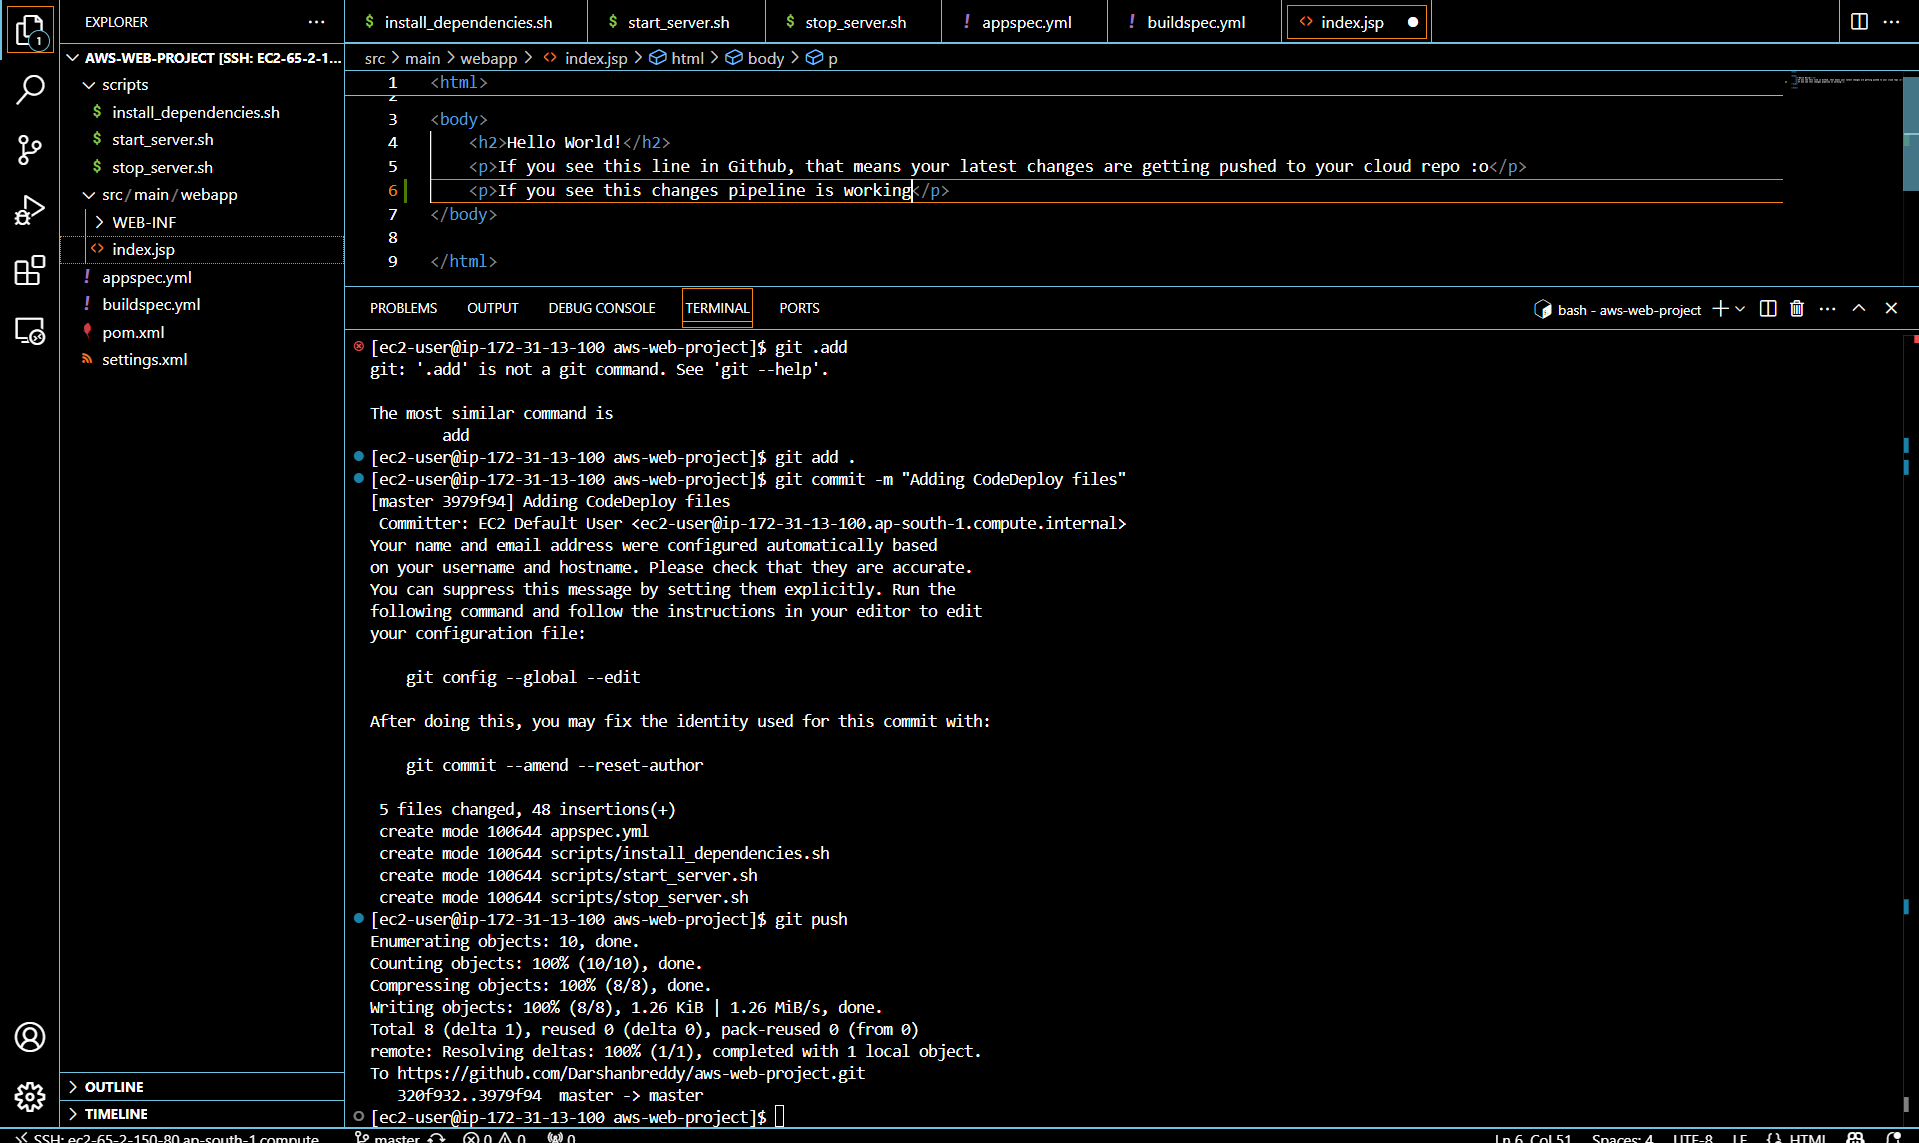 EXPLORER
1
AWS-WEB-PROJECT [SSH: EC2-65-2-1...
scripts
install_dependencies.sh
start_server.sh
stop_server.sh
src/main/webapp
WEB-INF
index.jsp
appspec.yml
buildspec.yml
pom.xml
settings.xml
OUTLINE
TIMELINE
install_dependencies.sh
start_server.sh
stop_server.sh
appspec.yml
buildspec.yml
index.jsp
src > main > webapp > index.jsp > html > body > p
1 <html>
2
3 <body>
4 <h2>Hello World!</h2>
5 <p>If you see this line in Github, that means your latest changes are getting pushed to your cloud repo :o</p>
6 <p>If you see this changes pipeline is working</p>
7 </body>
8
9 </html>
PROBLEMS OUTPUT DEBUG CONSOLE TERMINAL PORTS
bash - aws-web-project
[ec2-user@ip-172-31-13-100 aws-web-project]$ git .add
git: '.add' is not a git command. See 'git --help'.
The most similar command is
add
[ec2-user@ip-172-31-13-100 aws-web-project]$ git add .
[ec2-user@ip-172-31-13-100 aws-web-project]$ git commit -m "Adding CodeDeploy files"
[master 3979f94] Adding CodeDeploy files
Committer: EC2 Default User <ec2-user@ip-172-31-13-100.ap-south-1.compute.internal>
Your name and email address were configured automatically based
on your username and hostname. Please check that they are accurate.
You can suppress this message by setting them explicitly. Run the
following command and follow the instructions in your editor to edit
your configuration file:
git config --global --edit
After doing this, you may fix the identity used for this commit with:
git commit --amend --reset-author
5 files changed, 48 insertions(+)
create mode 100644 appspec.yml
create mode 100644 scripts/install_dependencies.sh
create mode 100644 scripts/start_server.sh
create mode 100644 scripts/stop_server.sh
[ec2-user@ip-172-31-13-100 aws-web-project]$ git push
Enumerating objects: 10, done.
Counting objects: 100% (10/10), done.
Compressing objects: 100% (8/8), done.
Writing objects: 100% (8/8), 1.26 KiB | 1.26 MiB/s, done.
Total 8 (delta 1), reused 0 (delta 0), pack-reused 0 (from 0)
remote: Resolving deltas: 100% (1/1), completed with 1 local object.
To https://github.com/Darshanbreddy/aws-web-project.git
320f932..3979f94 master -> master
[ec2-user@ip-172-31-13-100 aws-web-project]$
SSH: ec2-65-2-150-80.ap-south-1.compute... master 0 0 0 Ln 6, Col 51 Spaces: 4 UTF-8 LF {} HTML